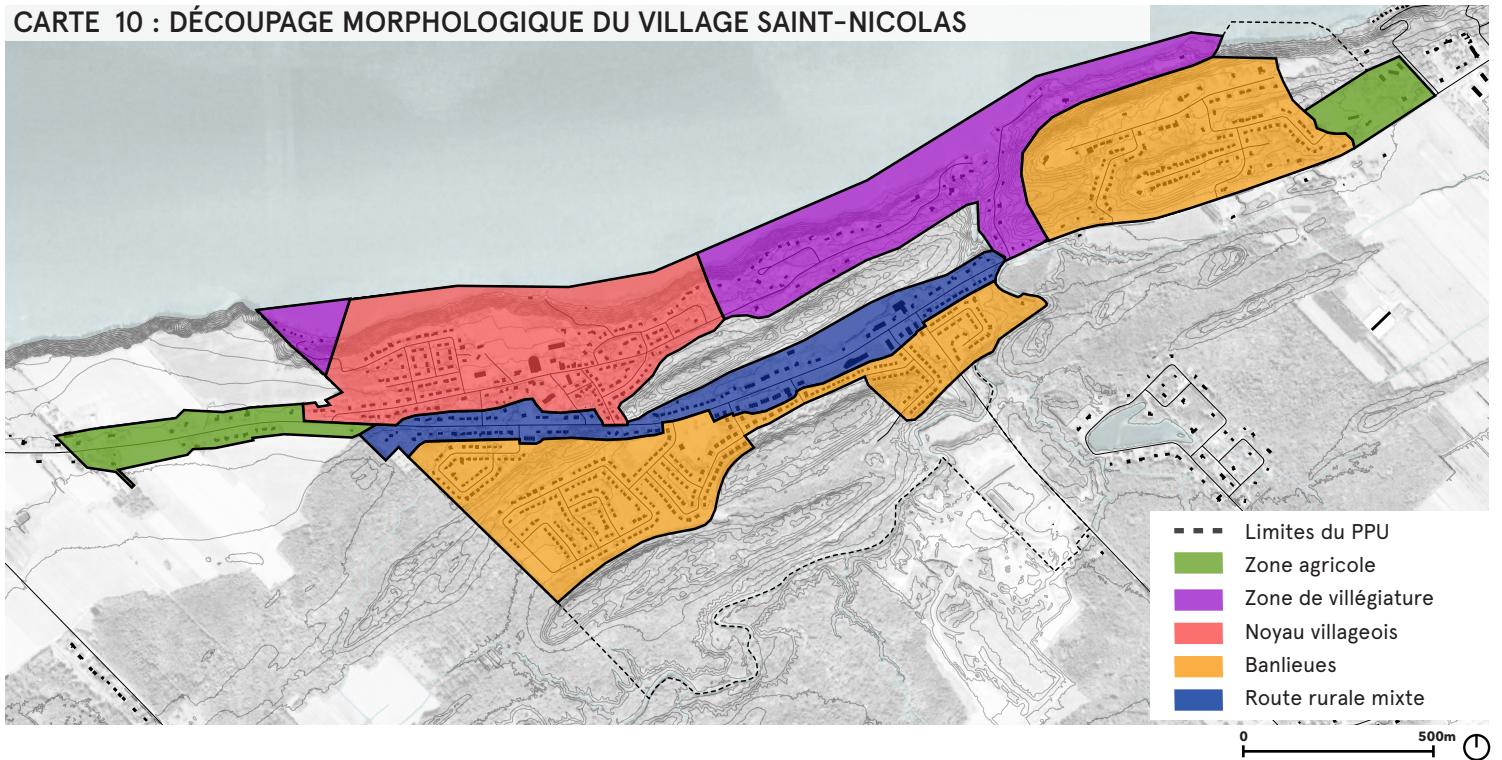 CARTE 10 : DÉCOUPAGE MORPHOLOGIQUE DU VILLAGE SAINT-NICOLAS
Limites du PPU
Zone agricole
Zone de villégiature
Noyau villageois
Banlieues
Route rurale mixte
0 500m